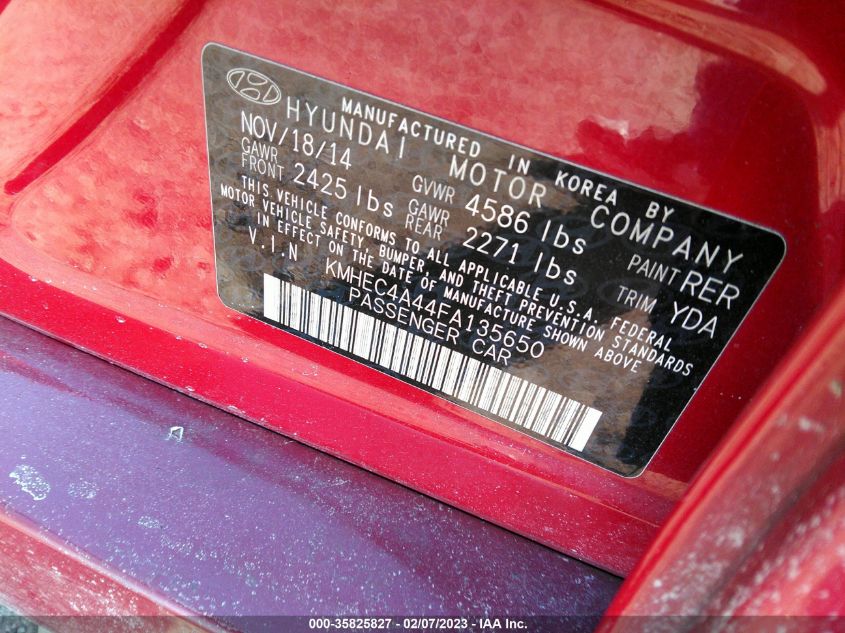 MANUFACTURED IN KOREA BY
HYUNDAI MOTOR COMPANY
NOV/18/14 GVWR 4586 lbs PAINT RER
GAWR FRONT 2425 lbs GAWR REAR 2271 lbs TRIM YDA
THIS VEHICLE CONFORMS TO ALL APPLICABLE U.S.A. FEDERAL
MOTOR VEHICLE SAFETY, BUMPER, AND THEFT PREVENTION STANDARDS
IN EFFECT ON THE DATE OF MANUFACTURE SHOWN ABOVE
V.I.N KMHEC4A44FA135650
PASSENGER CAR
000-35825827 - 02/07/2023 - IAA Inc.